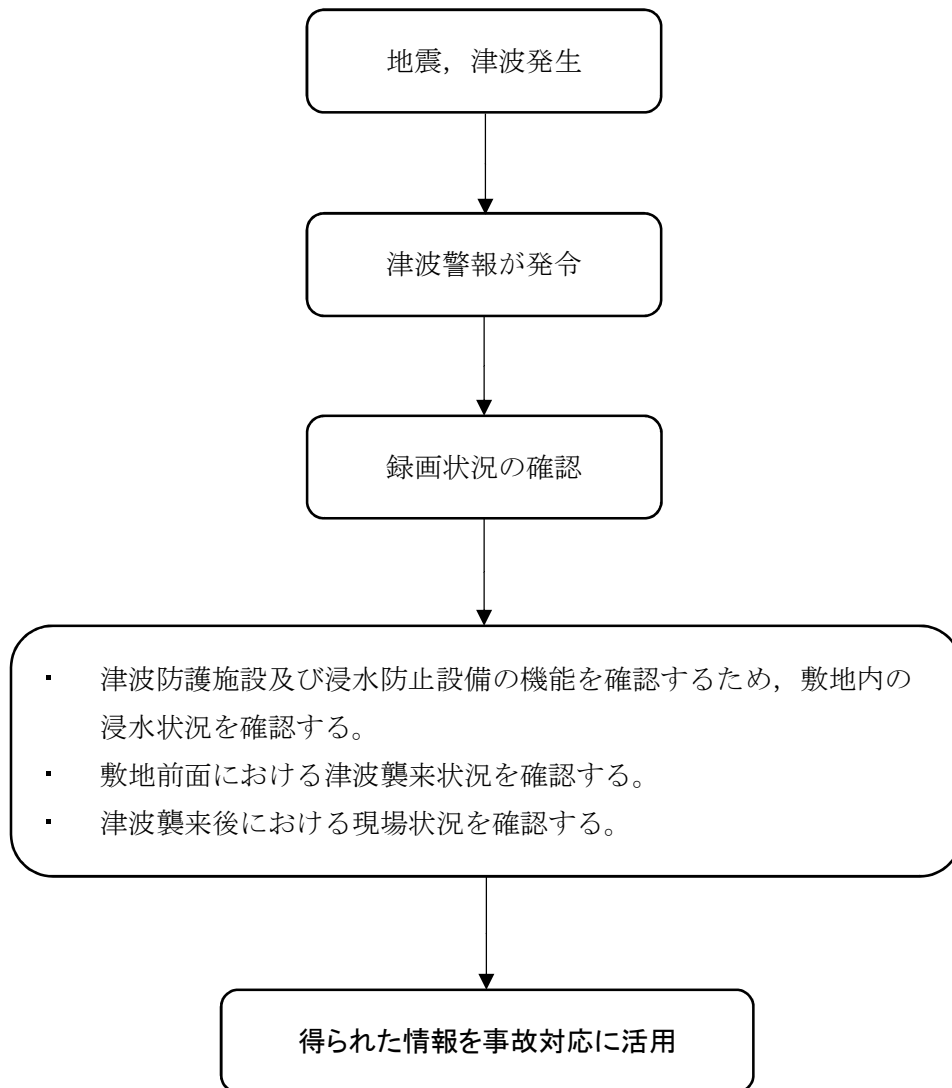 地震，津波発生
津波警報が発令
録画状況の確認
・ 津波防護施設及び浸水防止設備の機能を確認するため，敷地内の
浸水状況を確認する。
・ 敷地前面における津波襲来状況を確認する。
・ 津波襲来後における現場状況を確認する。
得られた情報を事故対応に活用